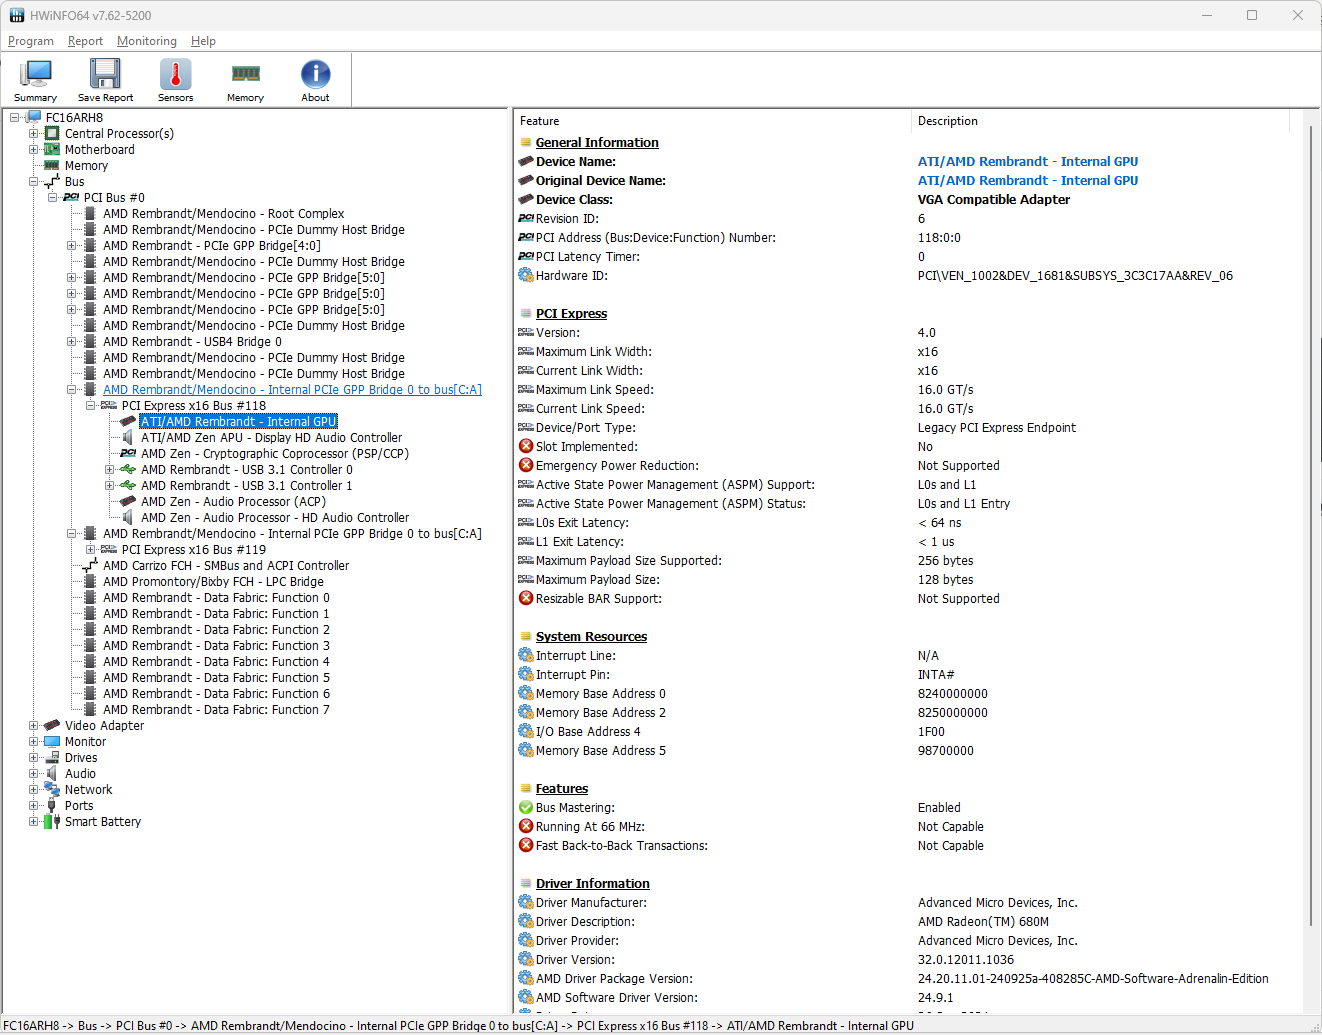 HWiNFO64 v7.62-5200
Program Report Monitoring Help
Summary Save Report Sensors Memory About
FC16ARH8
Central Processor(s)
Motherboard
Memory
Bus
PCI Bus #0
AMD Rembrandt/Mendocino - Root Complex
AMD Rembrandt/Mendocino - PCIe Dummy Host Bridge
AMD Rembrandt - PCIe GPP Bridge[4:0]
AMD Rembrandt/Mendocino - PCIe Dummy Host Bridge
AMD Rembrandt/Mendocino - PCIe GPP Bridge[5:0]
AMD Rembrandt/Mendocino - PCIe GPP Bridge[5:0]
AMD Rembrandt/Mendocino - PCIe GPP Bridge[5:0]
AMD Rembrandt/Mendocino - PCIe Dummy Host Bridge
AMD Rembrandt - USB4 Bridge 0
AMD Rembrandt/Mendocino - PCIe Dummy Host Bridge
AMD Rembrandt/Mendocino - PCIe Dummy Host Bridge
AMD Rembrandt/Mendocino - Internal PCIe GPP Bridge 0 to bus[C:A]
PCI Express x16 Bus #118
ATI/AMD Rembrandt - Internal GPU
ATI/AMD Zen APU - Display HD Audio Controller
AMD Zen - Cryptographic Coprocessor (PSP/CCP)
AMD Rembrandt - USB 3.1 Controller 0
AMD Rembrandt - USB 3.1 Controller 1
AMD Zen - Audio Processor (ACP)
AMD Zen - Audio Processor - HD Audio Controller
AMD Rembrandt/Mendocino - Internal PCIe GPP Bridge 0 to bus[C:A]
PCI Express x16 Bus #119
AMD Carrizo FCH - SMBus and ACPI Controller
AMD Promontory/Bixby FCH - LPC Bridge
AMD Rembrandt - Data Fabric: Function 0
AMD Rembrandt - Data Fabric: Function 1
AMD Rembrandt - Data Fabric: Function 2
AMD Rembrandt - Data Fabric: Function 3
AMD Rembrandt - Data Fabric: Function 4
AMD Rembrandt - Data Fabric: Function 5
AMD Rembrandt - Data Fabric: Function 6
AMD Rembrandt - Data Fabric: Function 7
Video Adapter
Monitor
Drives
Audio
Network
Ports
Smart Battery
Feature Description
General Information
Device Name: ATI/AMD Rembrandt - Internal GPU
Original Device Name: ATI/AMD Rembrandt - Internal GPU
Device Class: VGA Compatible Adapter
Revision ID: 6
PCI Address (Bus:Device:Function) Number: 118:0:0
PCI Latency Timer: 0
Hardware ID: PCI\VEN_1002&DEV_1681&SUBSYS_3C3C17AA&REV_06
PCI Express
Version: 4.0
Maximum Link Width: x16
Current Link Width: x16
Maximum Link Speed: 16.0 GT/s
Current Link Speed: 16.0 GT/s
Device/Port Type: Legacy PCI Express Endpoint
Slot Implemented: No
Emergency Power Reduction: Not Supported
Active State Power Management (ASPM) Support: L0s and L1
Active State Power Management (ASPM) Status: L0s and L1 Entry
L0s Exit Latency: < 64 ns
L1 Exit Latency: < 1 us
Maximum Payload Size Supported: 256 bytes
Maximum Payload Size: 128 bytes
Resizable BAR Support: Not Supported
System Resources
Interrupt Line: N/A
Interrupt Pin: INTA#
Memory Base Address 0 8240000000
Memory Base Address 2 8250000000
I/O Base Address 4 1F00
Memory Base Address 5 98700000
Features
Bus Mastering: Enabled
Running At 66 MHz: Not Capable
Fast Back-to-Back Transactions: Not Capable
Driver Information
Driver Manufacturer: Advanced Micro Devices, Inc.
Driver Description: AMD Radeon(TM) 680M
Driver Provider: Advanced Micro Devices, Inc.
Driver Version: 32.0.12011.1036
AMD Driver Package Version: 24.20.11.01-240925a-408285C-AMD-Software-Adrenalin-Edition
AMD Software Driver Version: 24.9.1
FC16ARH8 -> Bus -> PCI Bus #0 -> AMD Rembrandt/Mendocino - Internal PCIe GPP Bridge 0 to bus[C:A] -> PCI Express x16 Bus #118 -> ATI/AMD Rembrandt - Internal GPU